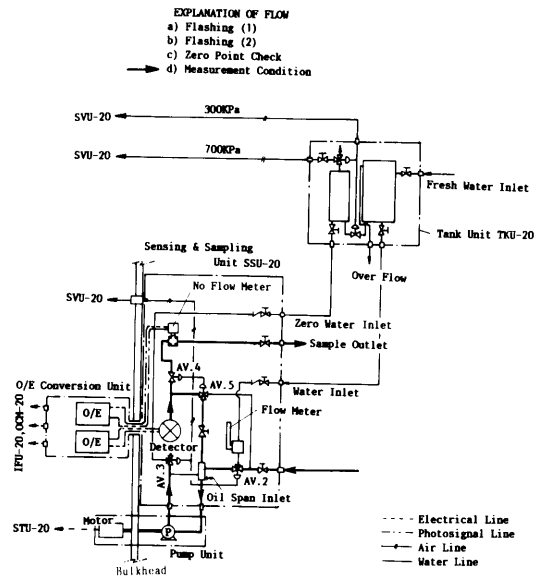 EXPLANATION OF FLOW
a) Flashing (1)
b) Flashing (2)
c) Zero Point Check
d) Measurement Condition
300KPa
SVU-20
700KPa
SVU-20
Fresh Water Inlet
Tank Unit TKU-20
Over Flow
Sensing & Sampling
Unit SSU-20
No Flow Meter
SVU-20
Zero Water Inlet
Sample Outlet
AV.4
AV.5
Water Inlet
O/E Conversion Unit
Flow Meter
O/E
O/E
IFU-20,OCM-20
Detector
AV.3
AV.2
Oil Span Inlet
Motor
STU-20
P
Pump Unit
Bulkhead
Electrical Line
Photosignal Line
Air Line
Water Line